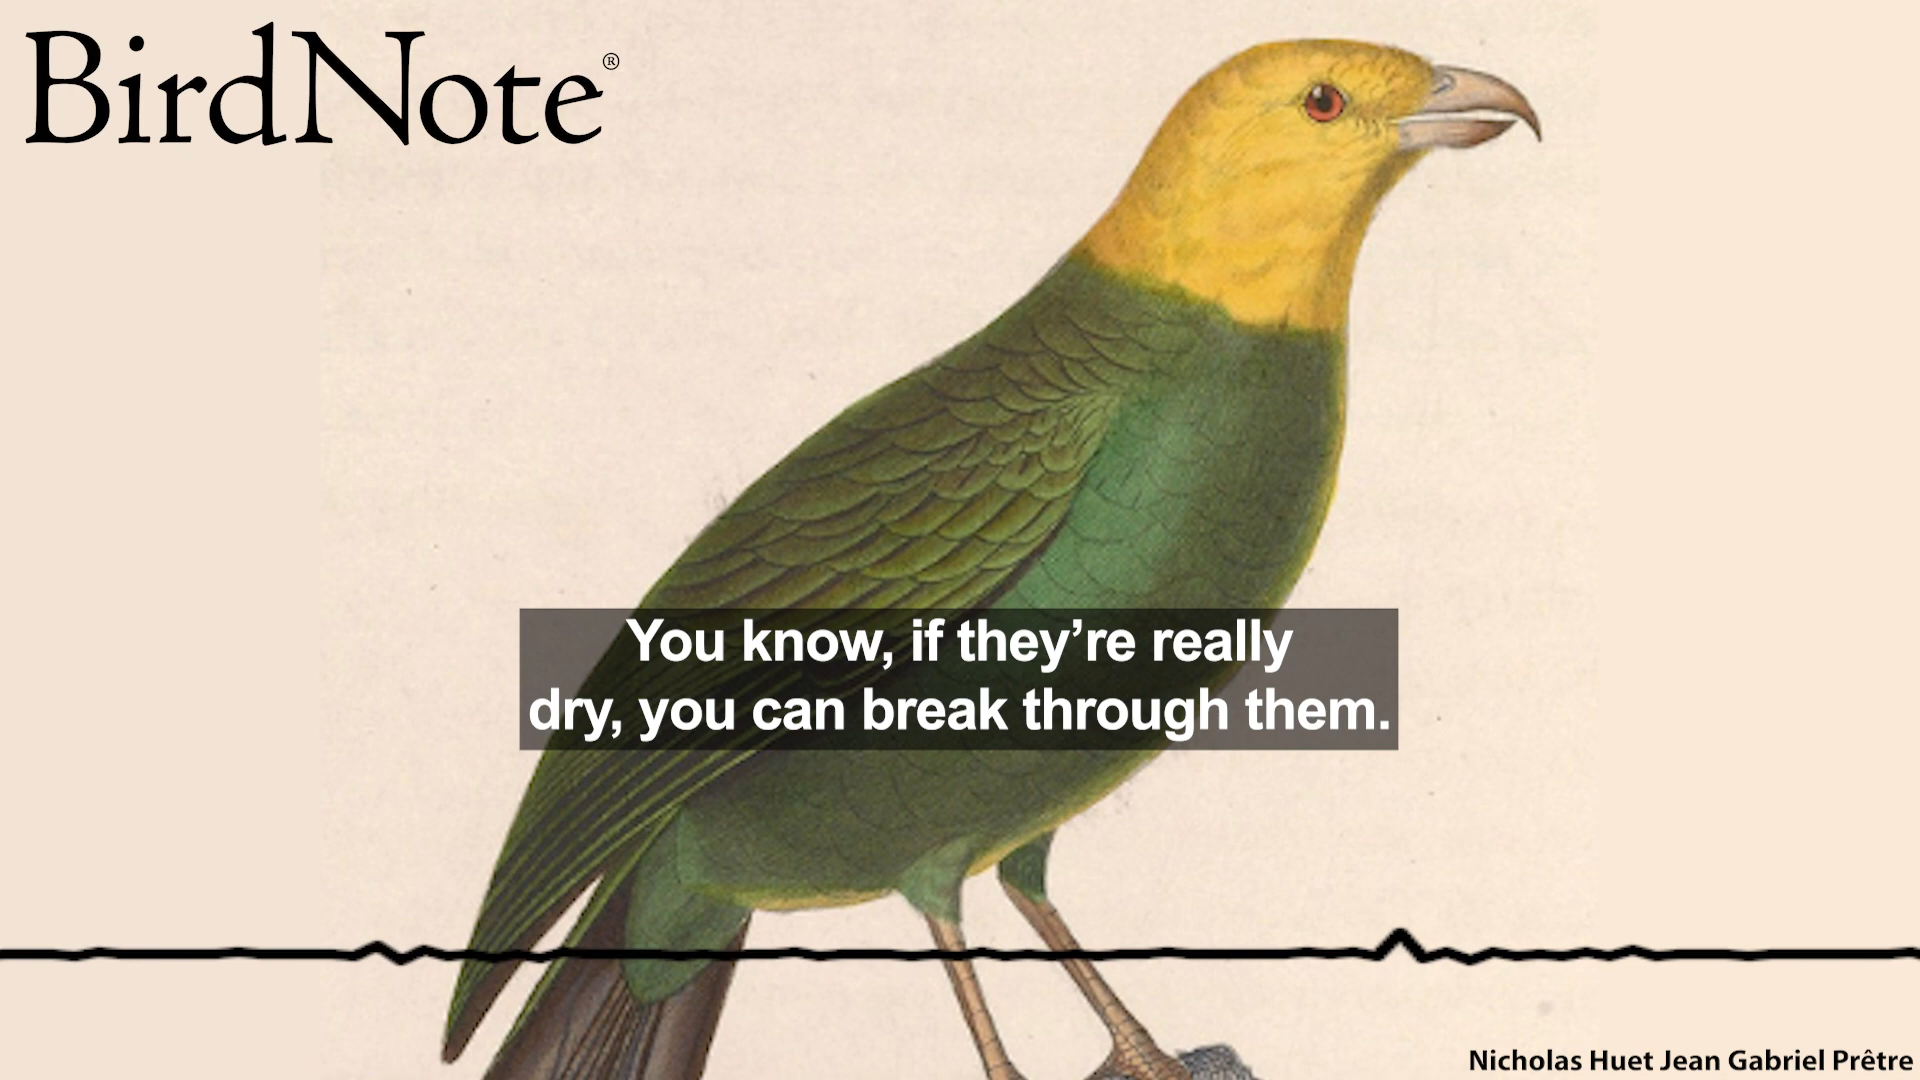 BirdNote®
You know, if they’re really
dry, you can break through them.
Nicholas Huet Jean Gabriel Prêtre